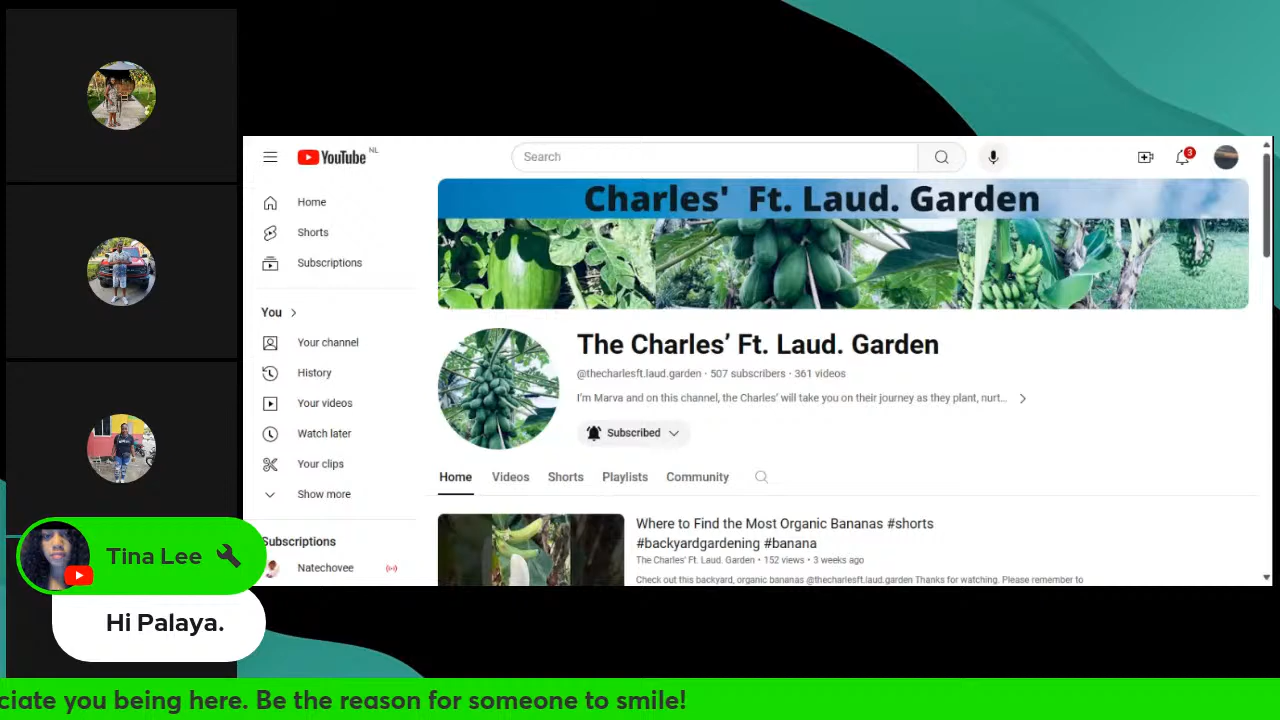 YouTube NL
Search
3
Home
Shorts
Subscriptions
You
Your channel
History
Your videos
Watch later
Your clips
Show more
Subscriptions
Natechovee
Charles' Ft. Laud. Garden
The Charles’ Ft. Laud. Garden
@thecharlesft.laud.garden · 507 subscribers · 361 videos
I'm Marva and on this channel, the Charles' will take you on their journey as they plant, nurt...
Subscribed
Home Videos Shorts Playlists Community
Where to Find the Most Organic Bananas #shorts
#backyardgardening #banana
The Charles' Ft. Laud. Garden • 152 views • 3 weeks ago
Check out this backyard, organic bananas @thecharlesft.laud.garden Thanks for watching. Please remember to
Tina Lee
Hi Palaya.
ciate you being here. Be the reason for someone to smile!